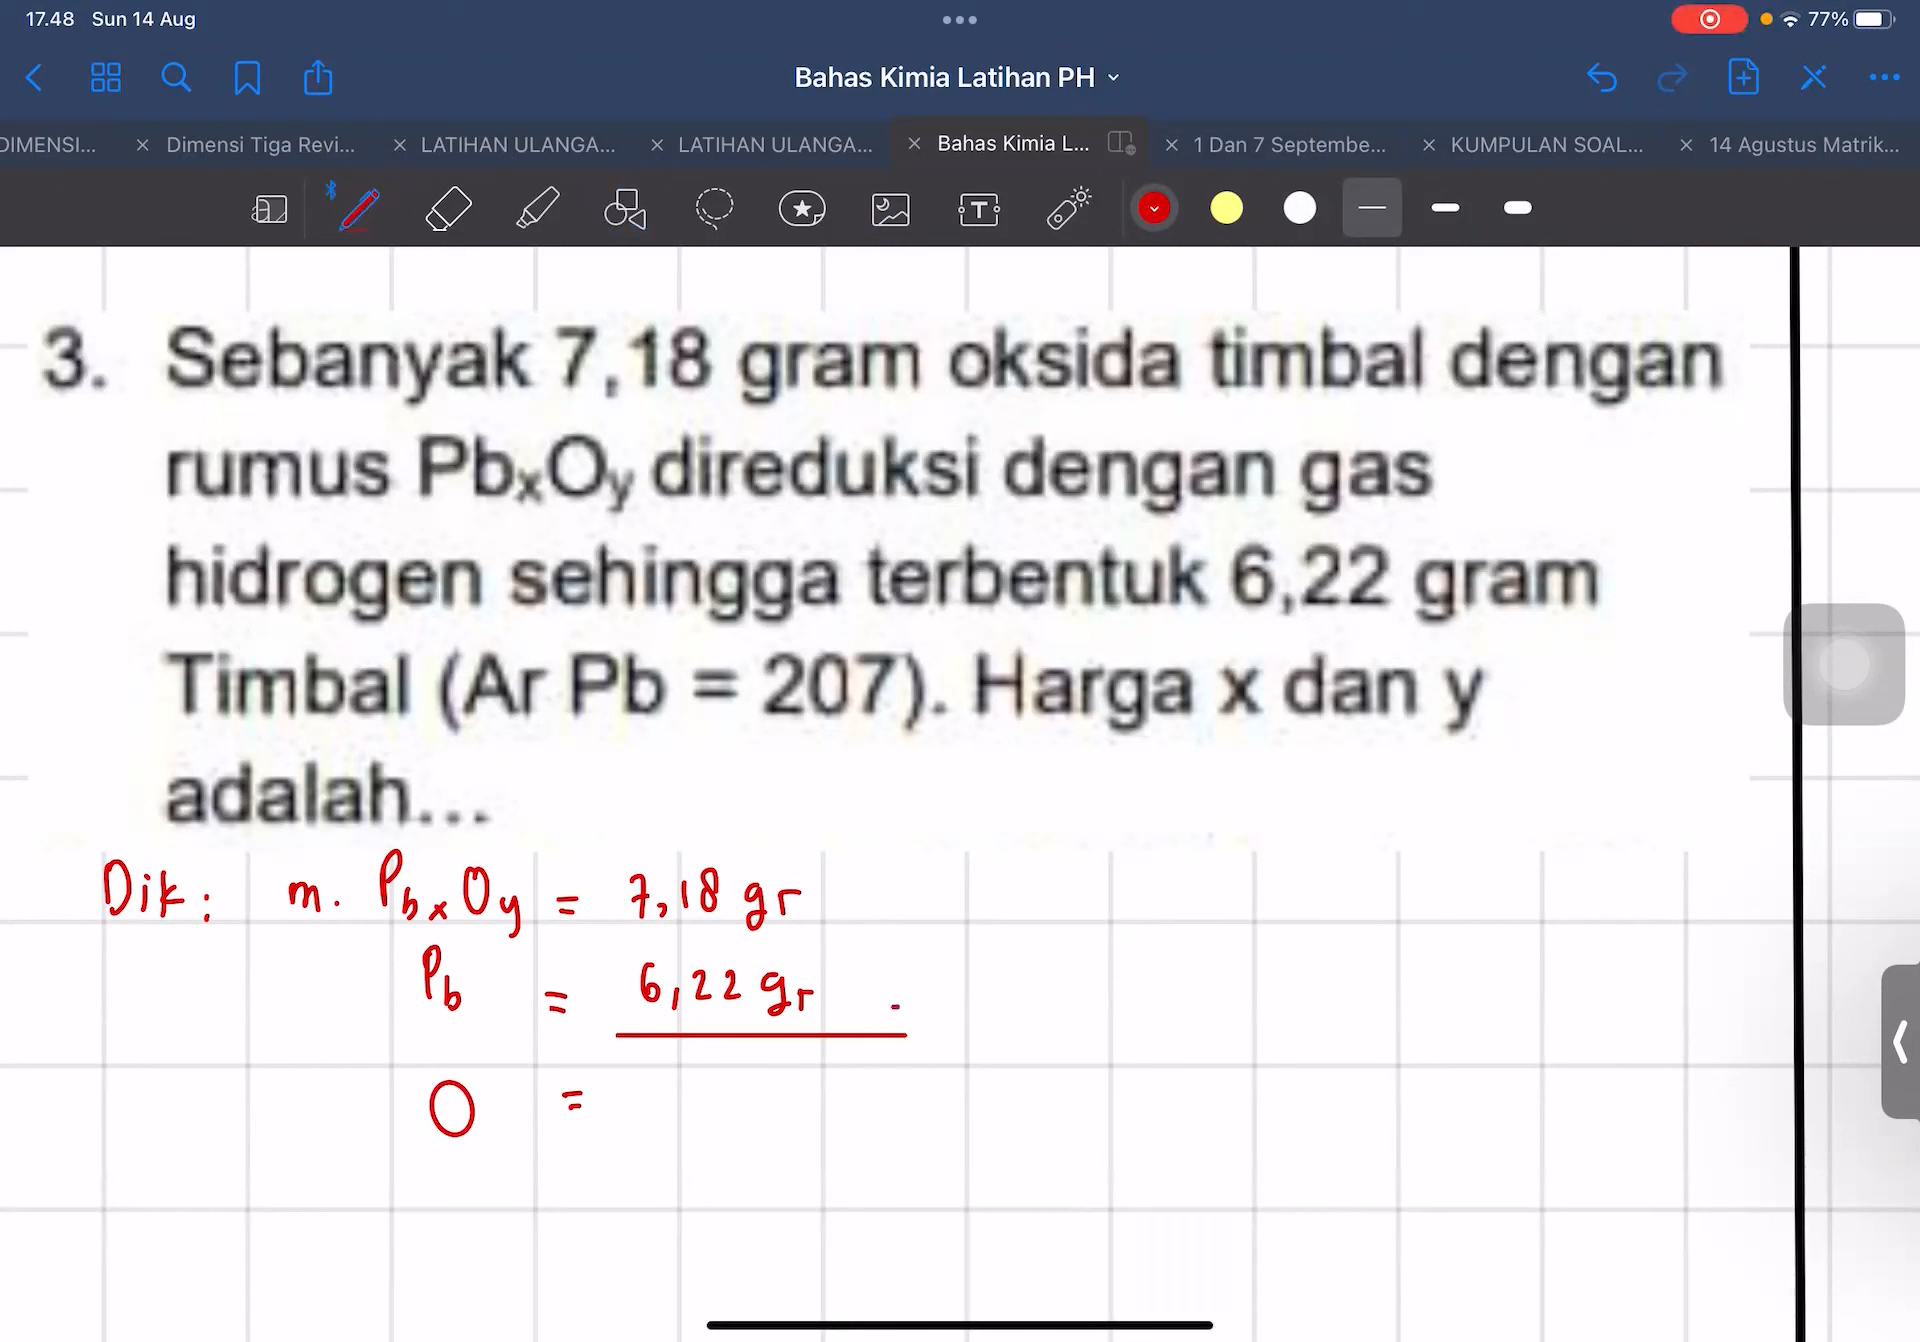 17.48 Sun 14 Aug
77%
Bahas Kimia Latihan PH
DIMENSI...
Dimensi Tiga Revi...
LATIHAN ULANGA...
LATIHAN ULANGA...
Bahas Kimia L...
1 Dan 7 Septembe...
KUMPULAN SOAL...
14 Agustus Matrik...
3. Sebanyak 7,18 gram oksida timbal dengan
rumus PbₓOᵧ direduksi dengan gas
hidrogen sehingga terbentuk 6,22 gram
Timbal (Ar Pb = 207). Harga x dan y
adalah...
Dik : m. PbₓOy = 7,18 gr
Pb = 6,22 gr -
O =